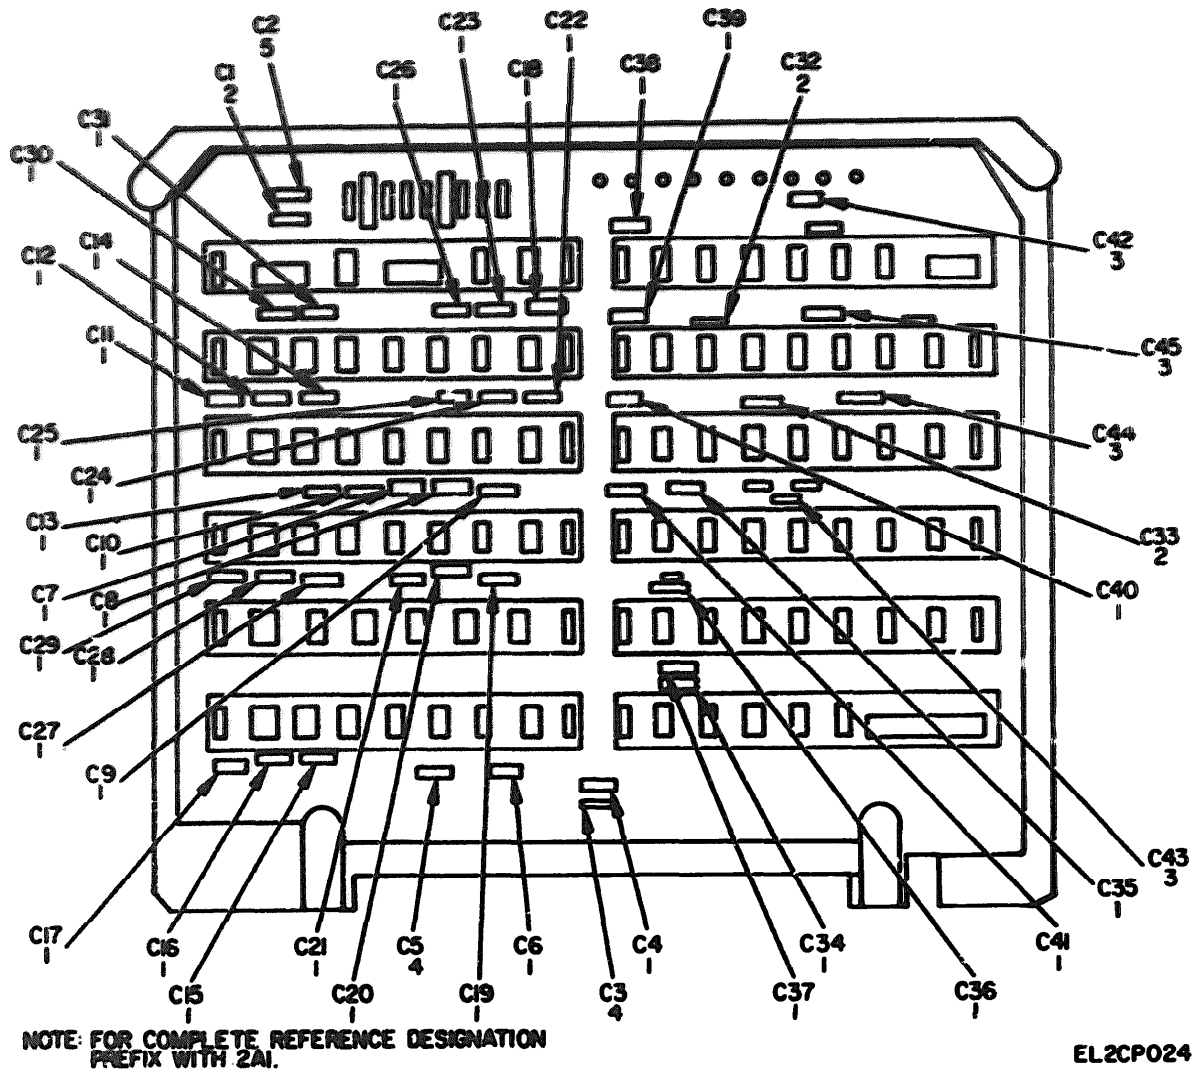 C2
5
C23
1
C22
1
C39
1
C1
2
C26
1
C18
1
C38
1
C32
2
C31
1
C30
1
C14
1
C12
1
C42
3
C11
1
C45
3
C25
1
C44
3
C24
1
C13
1
C10
1
C33
2
C7
1
C8
1
C40
1
C29
1
C28
1
C27
1
C9
1
C43
3
C35
1
C17
1
C16
1
C21
1
C5
4
C6
1
C4
1
C34
1
C41
1
C15
1
C20
1
C19
1
C3
4
C37
1
C36
1
NOTE: FOR COMPLETE REFERENCE DESIGNATION
PREFIX WITH 2A1.
EL2CP024